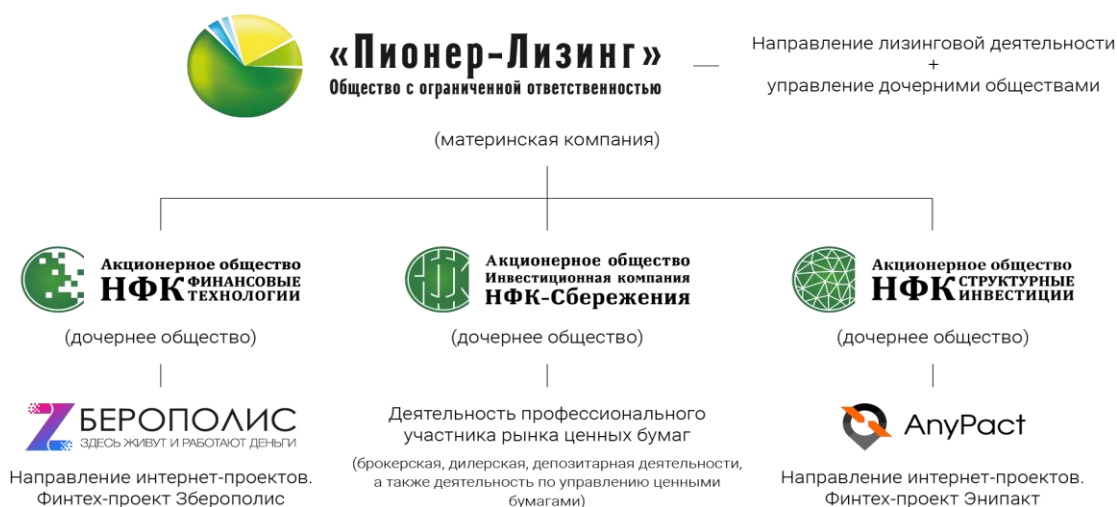 «Пионер-Лизинг»
Общество с ограниченной ответственностью
Направление лизинговой деятельности
+
управление дочерними обществами
(материнская компания)
Акционерное общество
НФК ФИНАНСОВЫЕ
ТЕХНОЛОГИИ
(дочернее общество)
ZБЕРОПОЛИС
ЗДЕСЬ ЖИВУТ И РАБОТАЮТ ДЕНЬГИ
Направление интернет-проектов.
Финтех-проект Зберополис
Акционерное общество
Инвестиционная компания
НФК-Сбережения
(дочернее общество)
Деятельность профессионального
участника рынка ценных бумаг
(брокерская, дилерская, депозитарная деятельности,
а также деятельность по управлению ценными
бумагами)
Акционерное общество
НФК СТРУКТУРНЫЕ
ИНВЕСТИЦИИ
(дочернее общество)
AnyPact
Направление интернет-проектов.
Финтех-проект Энипакт